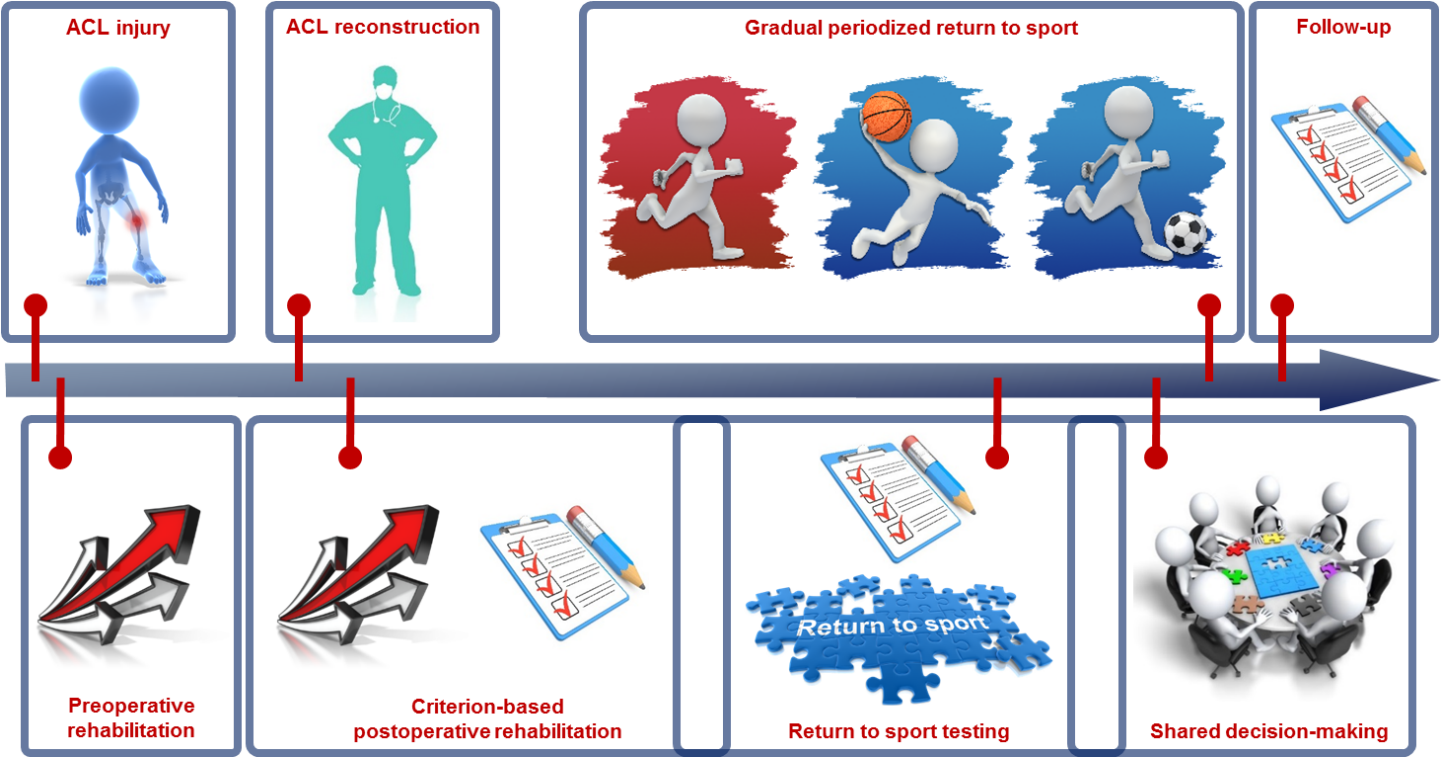 ACL injury
ACL reconstruction
Gradual periodized return to sport
Follow-up
Return to sport
Preoperative
rehabilitation
Criterion-based
postoperative rehabilitation
Return to sport testing
Shared decision-making